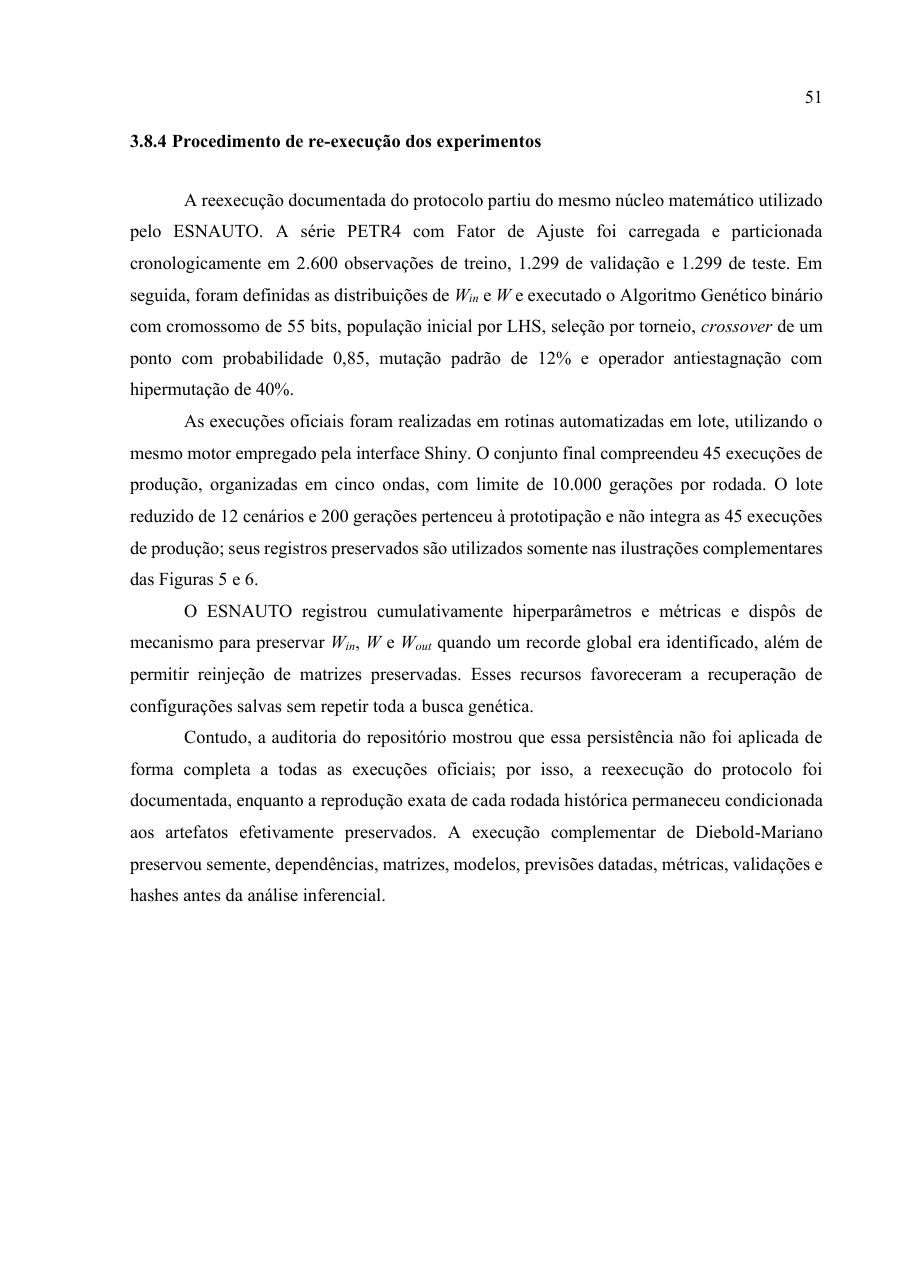 51
3.8.4 Procedimento de re-execução dos experimentos
A reexecução documentada do protocolo partiu do mesmo núcleo matemático utilizado
pelo ESNAUTO. A série PETR4 com Fator de Ajuste foi carregada e particionada
cronologicamente em 2.600 observações de treino, 1.299 de validação e 1.299 de teste. Em
seguida, foram definidas as distribuições de Win e W e executado o Algoritmo Genético binário
com cromossomo de 55 bits, população inicial por LHS, seleção por torneio, crossover de um
ponto com probabilidade 0,85, mutação padrão de 12% e operador antiestagnação com
hipermutação de 40%.
As execuções oficiais foram realizadas em rotinas automatizadas em lote, utilizando o
mesmo motor empregado pela interface Shiny. O conjunto final compreendeu 45 execuções de
produção, organizadas em cinco ondas, com limite de 10.000 gerações por rodada. O lote
reduzido de 12 cenários e 200 gerações pertenceu à prototipação e não integra as 45 execuções
de produção; seus registros preservados são utilizados somente nas ilustrações complementares
das Figuras 5 e 6.
O ESNAUTO registrou cumulativamente hiperparâmetros e métricas e dispôs de
mecanismo para preservar Win, W e Wout quando um recorde global era identificado, além de
permitir reinjeção de matrizes preservadas. Esses recursos favoreceram a recuperação de
configurações salvas sem repetir toda a busca genética.
Contudo, a auditoria do repositório mostrou que essa persistência não foi aplicada de
forma completa a todas as execuções oficiais; por isso, a reexecução do protocolo foi
documentada, enquanto a reprodução exata de cada rodada histórica permaneceu condicionada
aos artefatos efetivamente preservados. A execução complementar de Diebold-Mariano
preservou semente, dependências, matrizes, modelos, previsões datadas, métricas, validações e
hashes antes da análise inferencial.